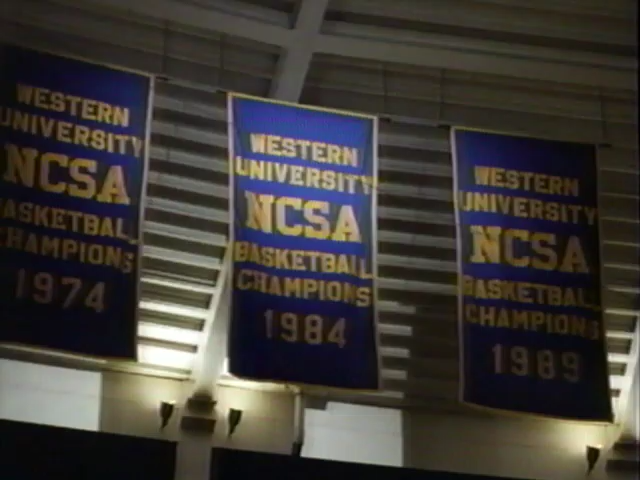 WESTERN
UNIVERSITY
NCSA
BASKETBALL
CHAMPIONS
1974
WESTERN
UNIVERSITY
NCSA
BASKETBALL
CHAMPIONS
1984
WESTERN
UNIVERSITY
NCSA
BASKETBALL
CHAMPIONS
1989